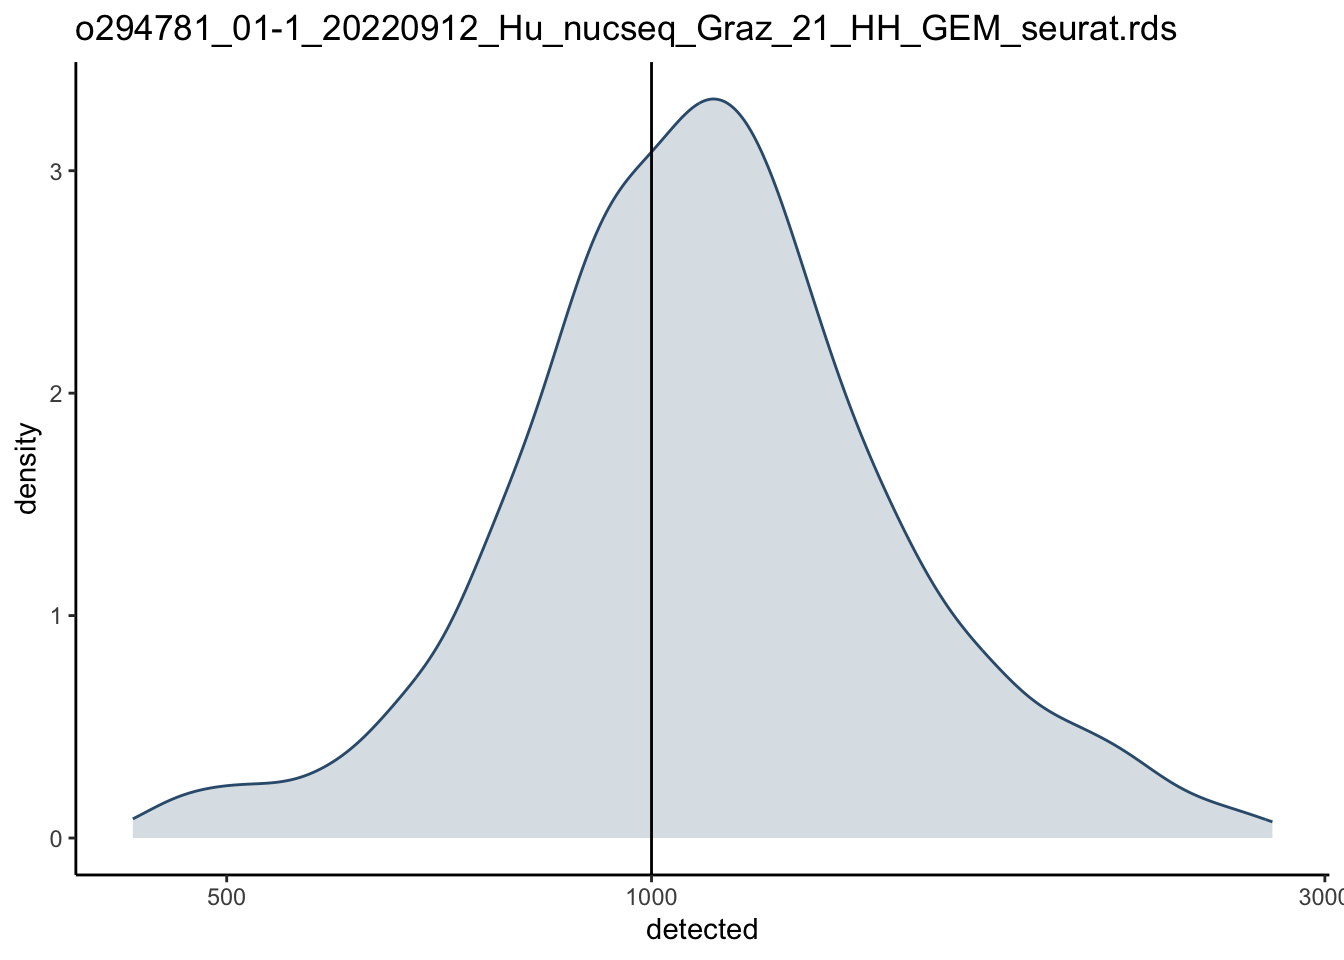 o294781_01-1_20220912_Hu_nucseq_Graz_21_HH_GEM_seurat.rds
3
2
1
0
density
500
1000
3000
detected